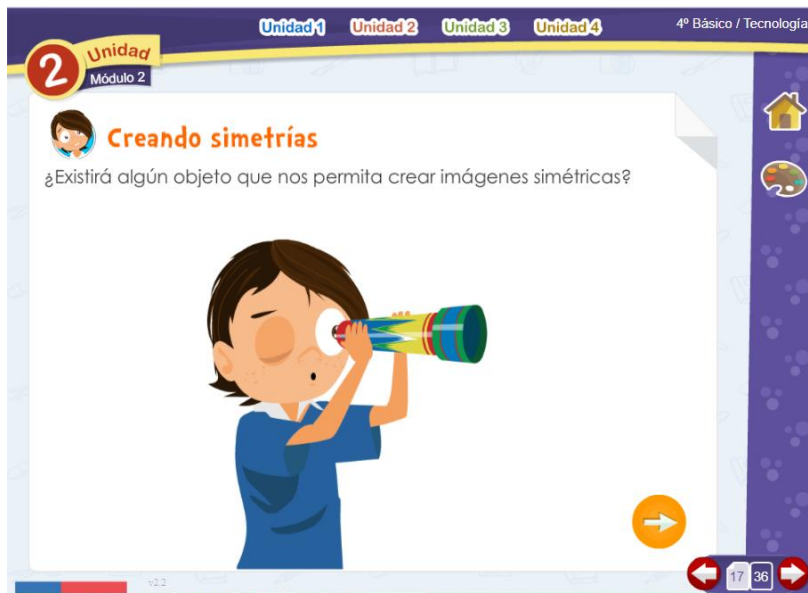 Unidad 1 Unidad 2 Unidad 3 Unidad 4 4º Básico / Tecnología
2 Unidad
Módulo 2
Creando simetrías
¿Existirá algún objeto que nos permita crear imágenes simétricas?
v2.2
17 36